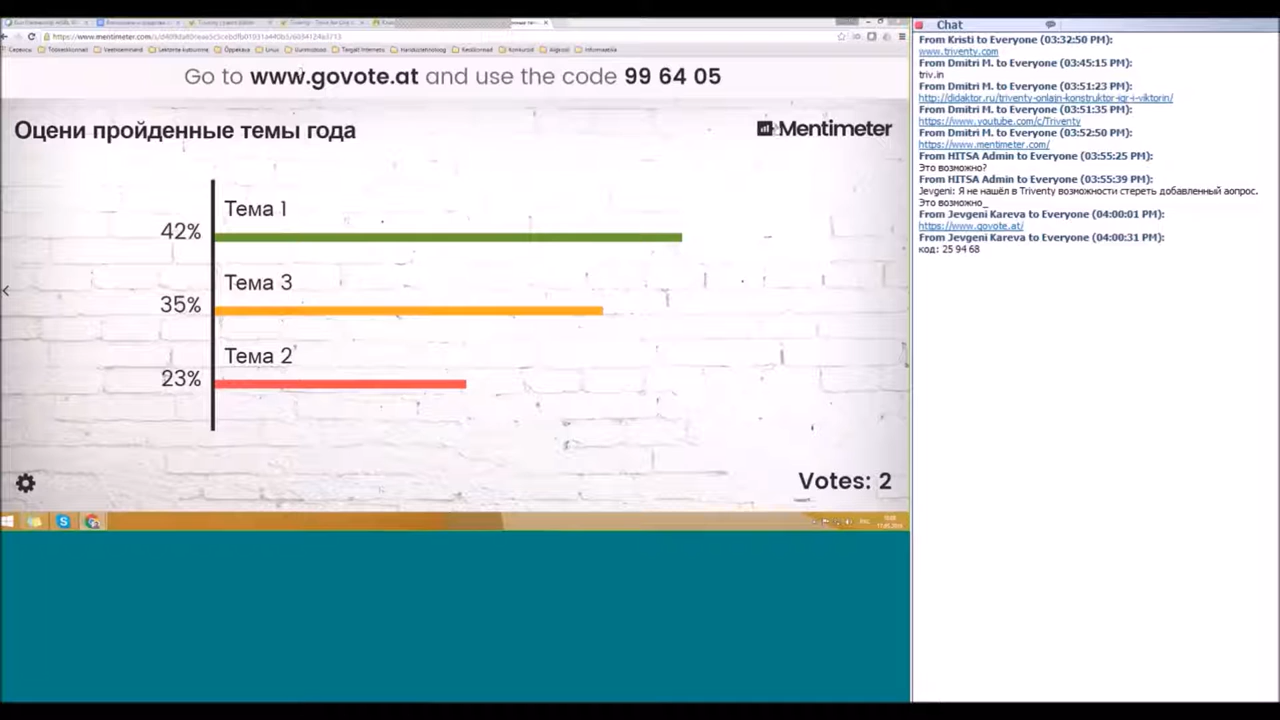 Go to www.govote.at and use the code 99 64 05
Оцени пройденные темы года
Mentimeter
Тема 1
42%
Тема 3
35%
Тема 2
23%
Votes: 2
Chat
From Kristi to Everyone (03:32:50 PM):
www.triventy.com
From Dmitri M. to Everyone (03:45:15 PM):
triv.in
From Dmitri M. to Everyone (03:51:23 PM):
http://didaktor.ru/triventy-onlajn-konstruktor-igr-i-viktorin/
From Dmitri M. to Everyone (03:51:35 PM):
https://www.youtube.com/c/Triventy
From Dmitri M. to Everyone (03:52:50 PM):
https://www.mentimeter.com/
From HITSA Admin to Everyone (03:55:25 PM):
Это возможно?
From HITSA Admin to Everyone (03:55:39 PM):
Jevgeni: Я не нашёл в Triventy возможности стереть добавленный аопрос.
Это возможно_
From Jevgeni Kareva to Everyone (04:00:01 PM):
https://www.govote.at/
From Jevgeni Kareva to Everyone (04:00:31 PM):
код: 25 94 68